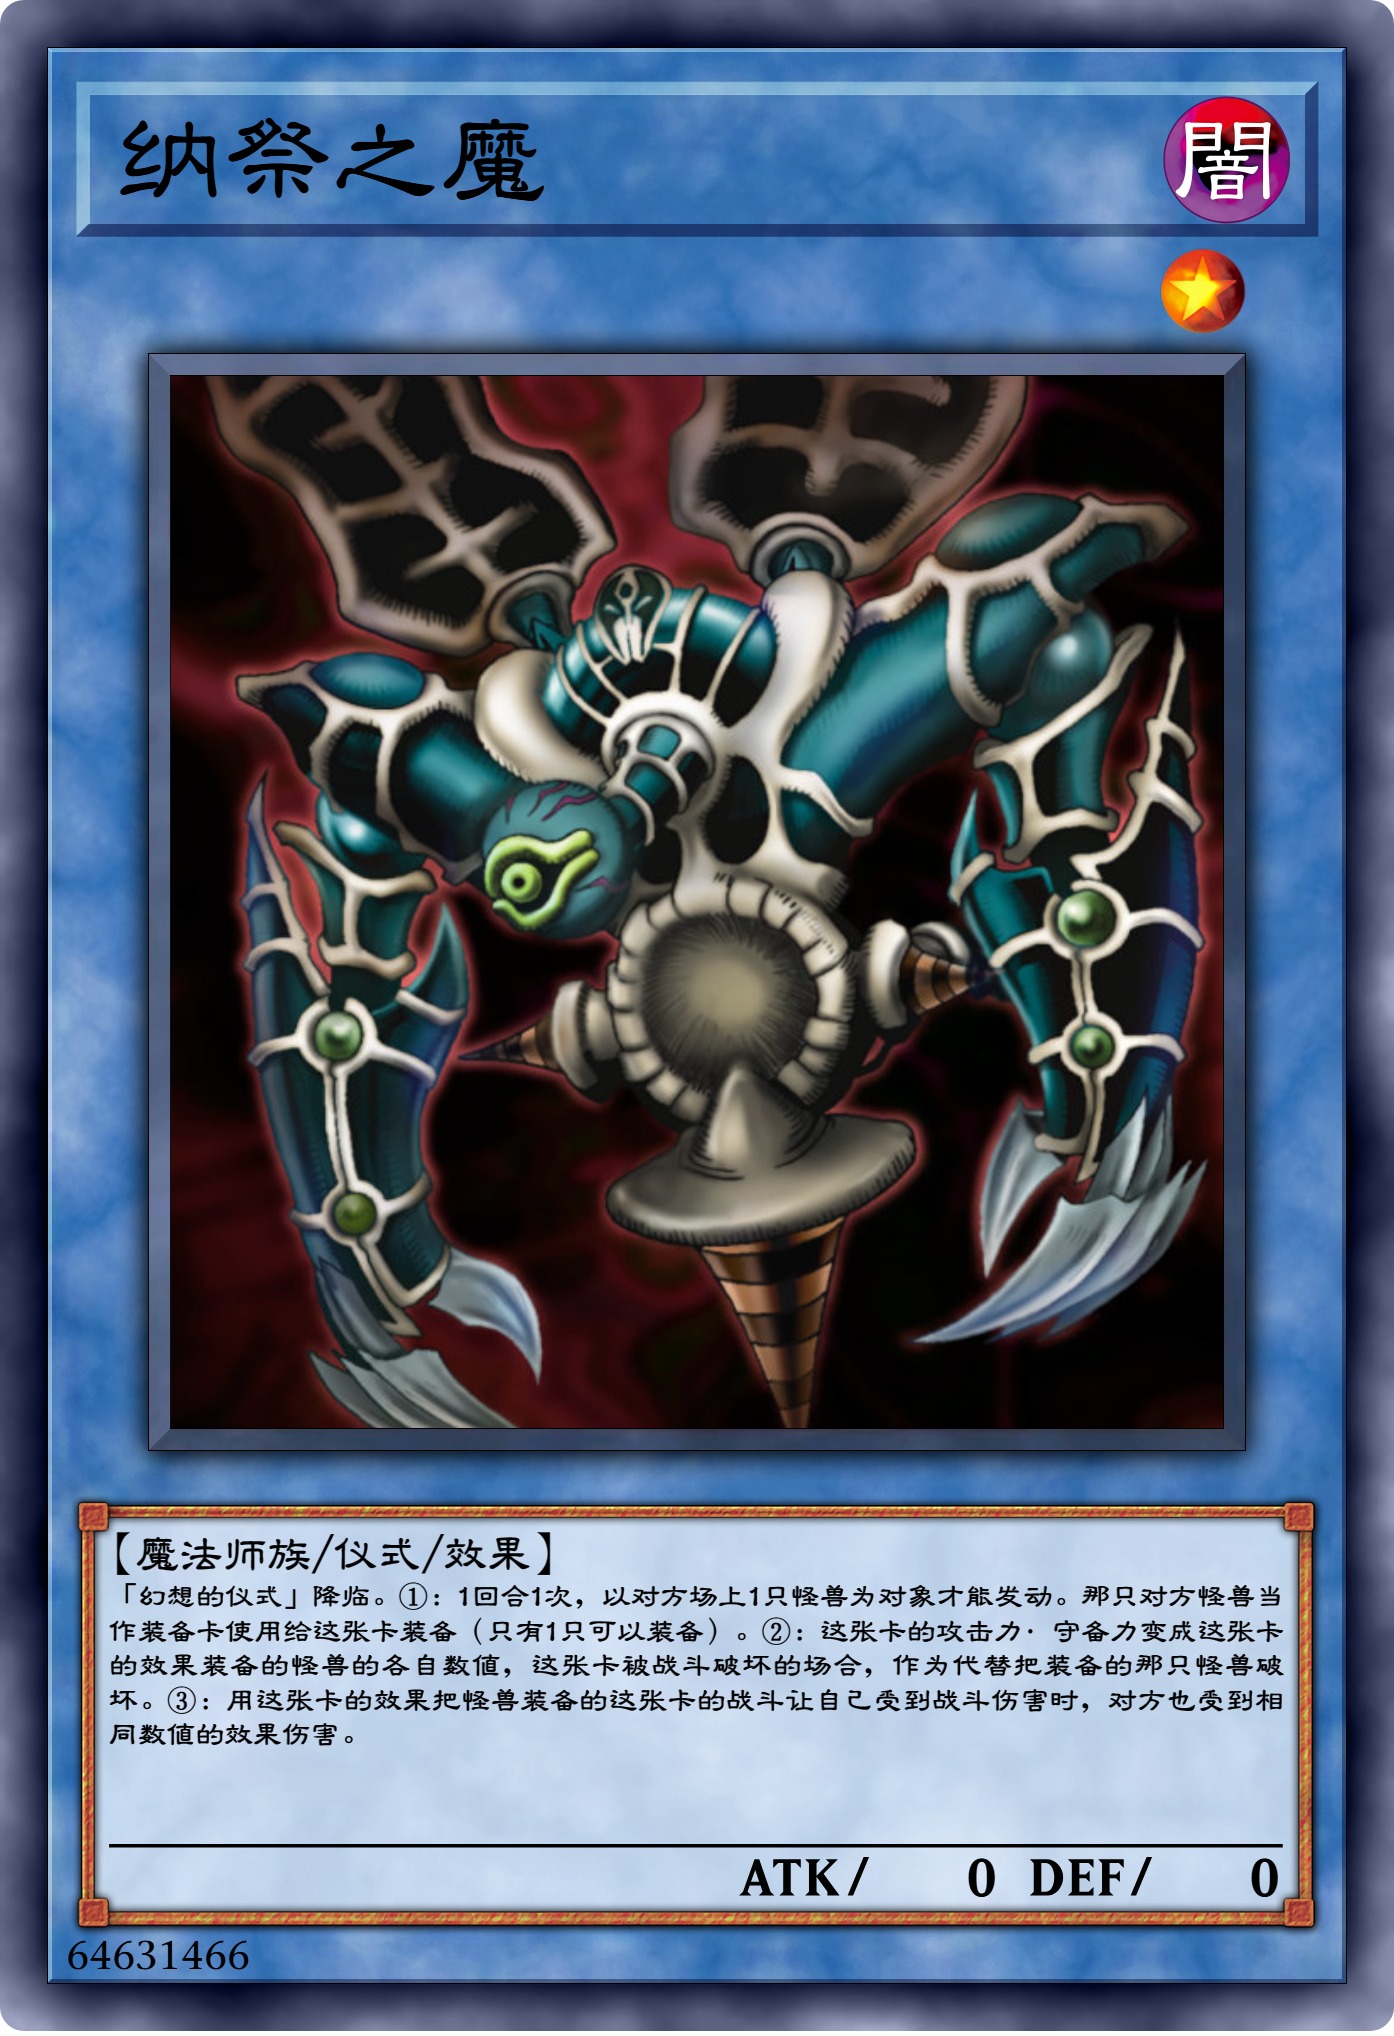 纳祭之魔
闇
【魔法师族/仪式/效果】
「幻想的仪式」降临。①：1回合1次，以对方场上1只怪兽为对象才能发动。那只对方怪兽当
作装备卡使用给这张卡装备（只有1只可以装备）。②：这张卡的攻击力·守备力变成这张卡
的效果装备的怪兽的各自数值，这张卡被战斗破坏的场合，作为代替把装备的那只怪兽破
坏。③：用这张卡的效果把怪兽装备的这张卡的战斗让自己受到战斗伤害时，对方也受到相
同数值的效果伤害。
ATK/ 0 DEF/ 0
64631466